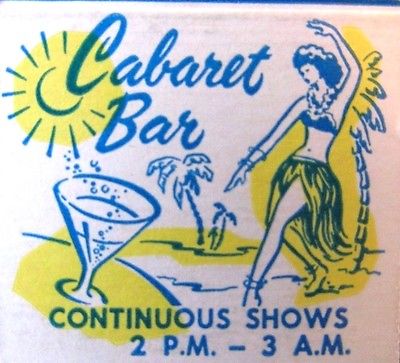 Cabaret
Bar
CONTINUOUS SHOWS
2 P.M. – 3 A.M.